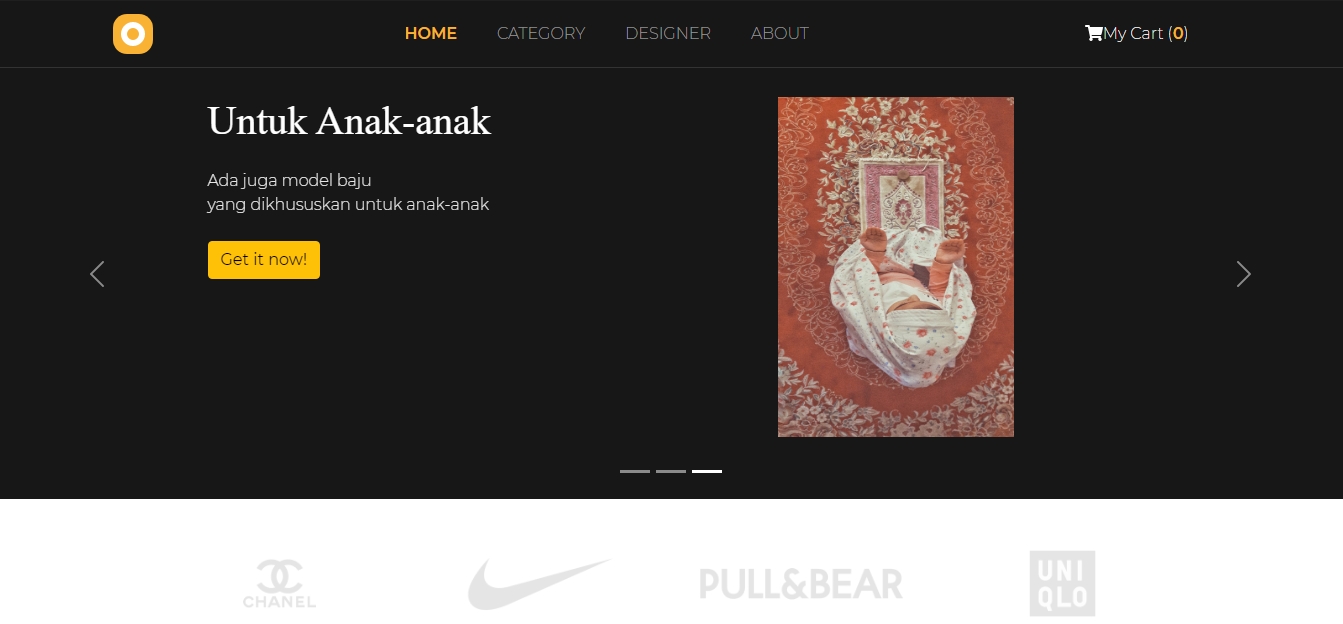 HOME
CATEGORY
DESIGNER
ABOUT
My Cart (0)
Untuk Anak-anak
Ada juga model baju
yang dikhususkan untuk anak-anak
Get it now!
CHANEL
PULL&BEAR
UNI
QLO